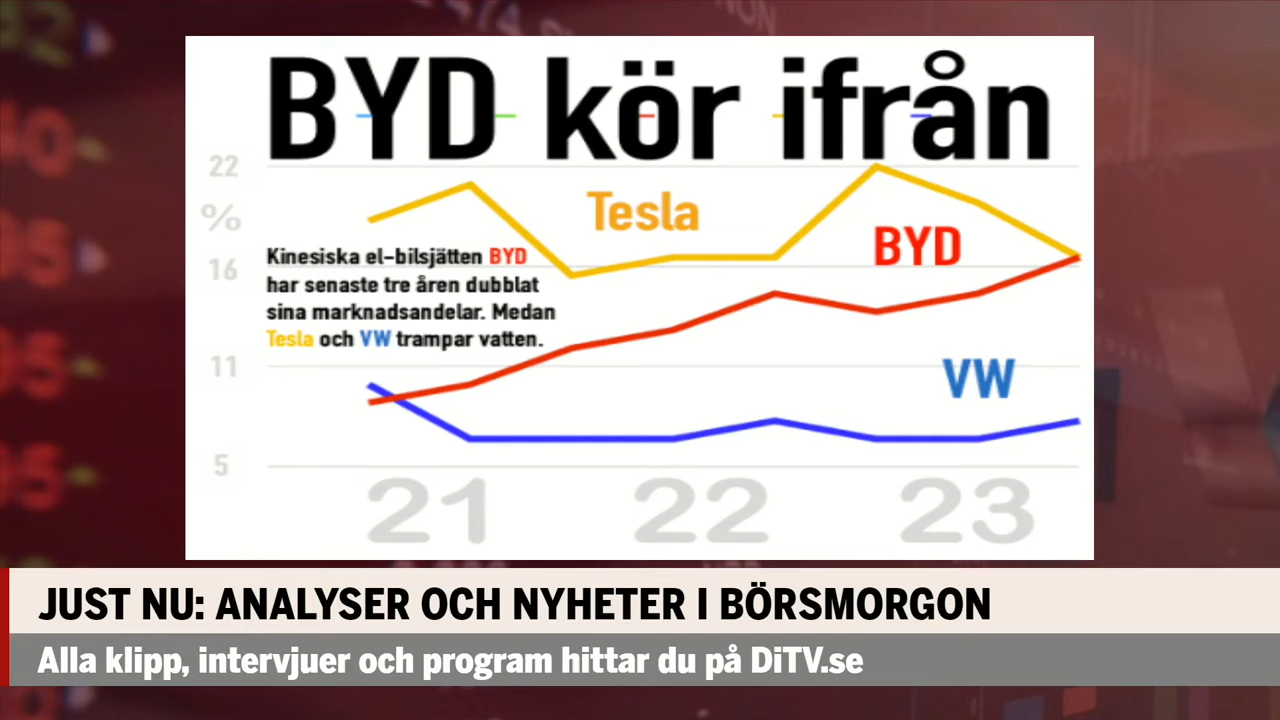 BYD kör ifrån
22
%
Tesla
BYD
Kinesiska el-bilsjätten BYD
har senaste tre åren dubblat
sina marknadsandelar. Medan
Tesla och VW trampar vatten.
16
11
VW
5
21 22 23
JUST NU: ANALYSER OCH NYHETER I BÖRSMORGON
Alla klipp, intervjuer och program hittar du på DiTV.se